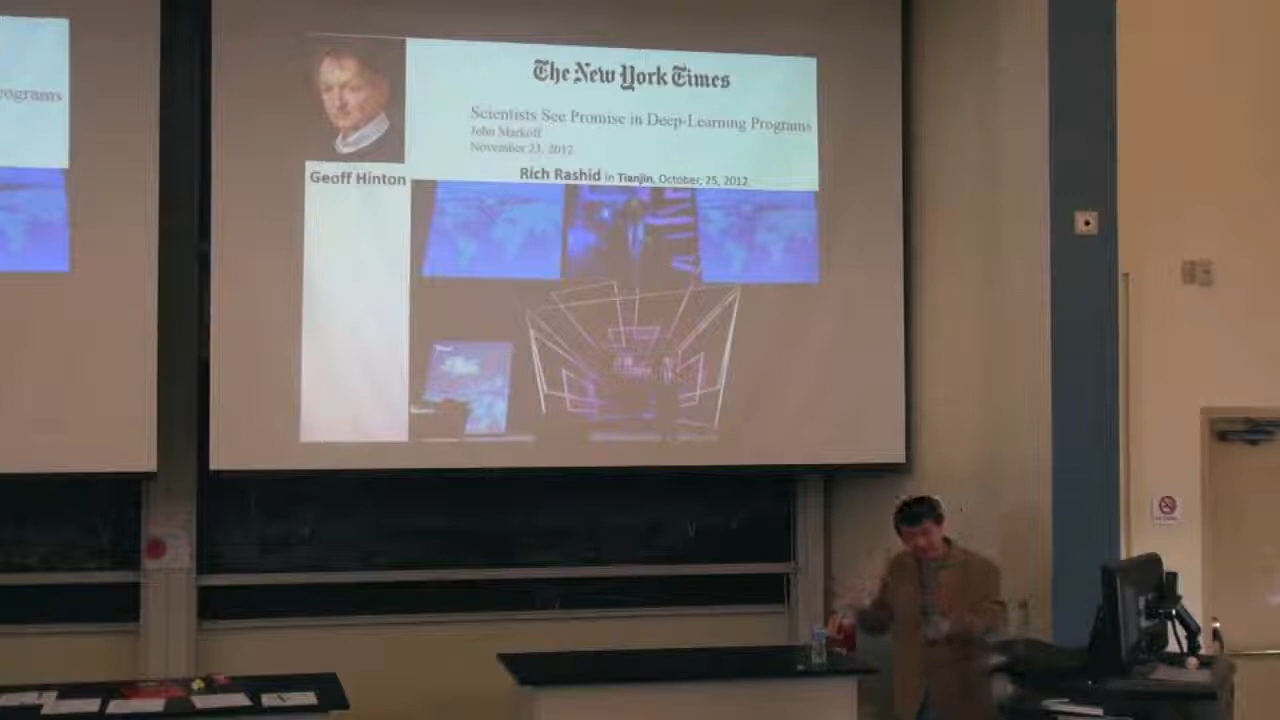 ograms
The New York Times
Scientists See Promise in Deep-Learning Programs
John Markoff
November 23, 2012
Geoff Hinton
Rich Rashid in Tianjin, October, 25, 2012